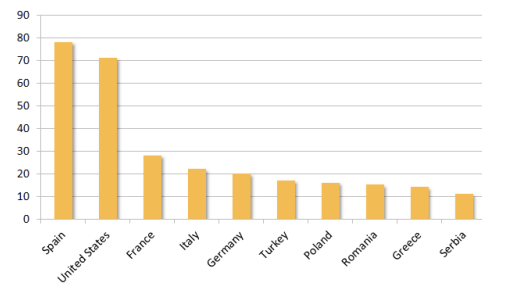 90
80
70
60
50
40
30
20
10
0
Spain
United States
France
Italy
Germany
Turkey
Poland
Romania
Greece
Serbia